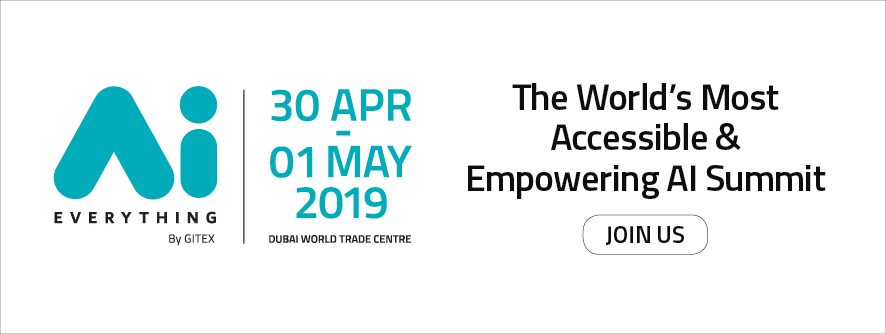 Ai
EVERYTHING
By GITEX
30 APR
-
01 MAY
2019
DUBAI WORLD TRADE CENTRE
The World's Most
Accessible &
Empowering AI Summit
JOIN US